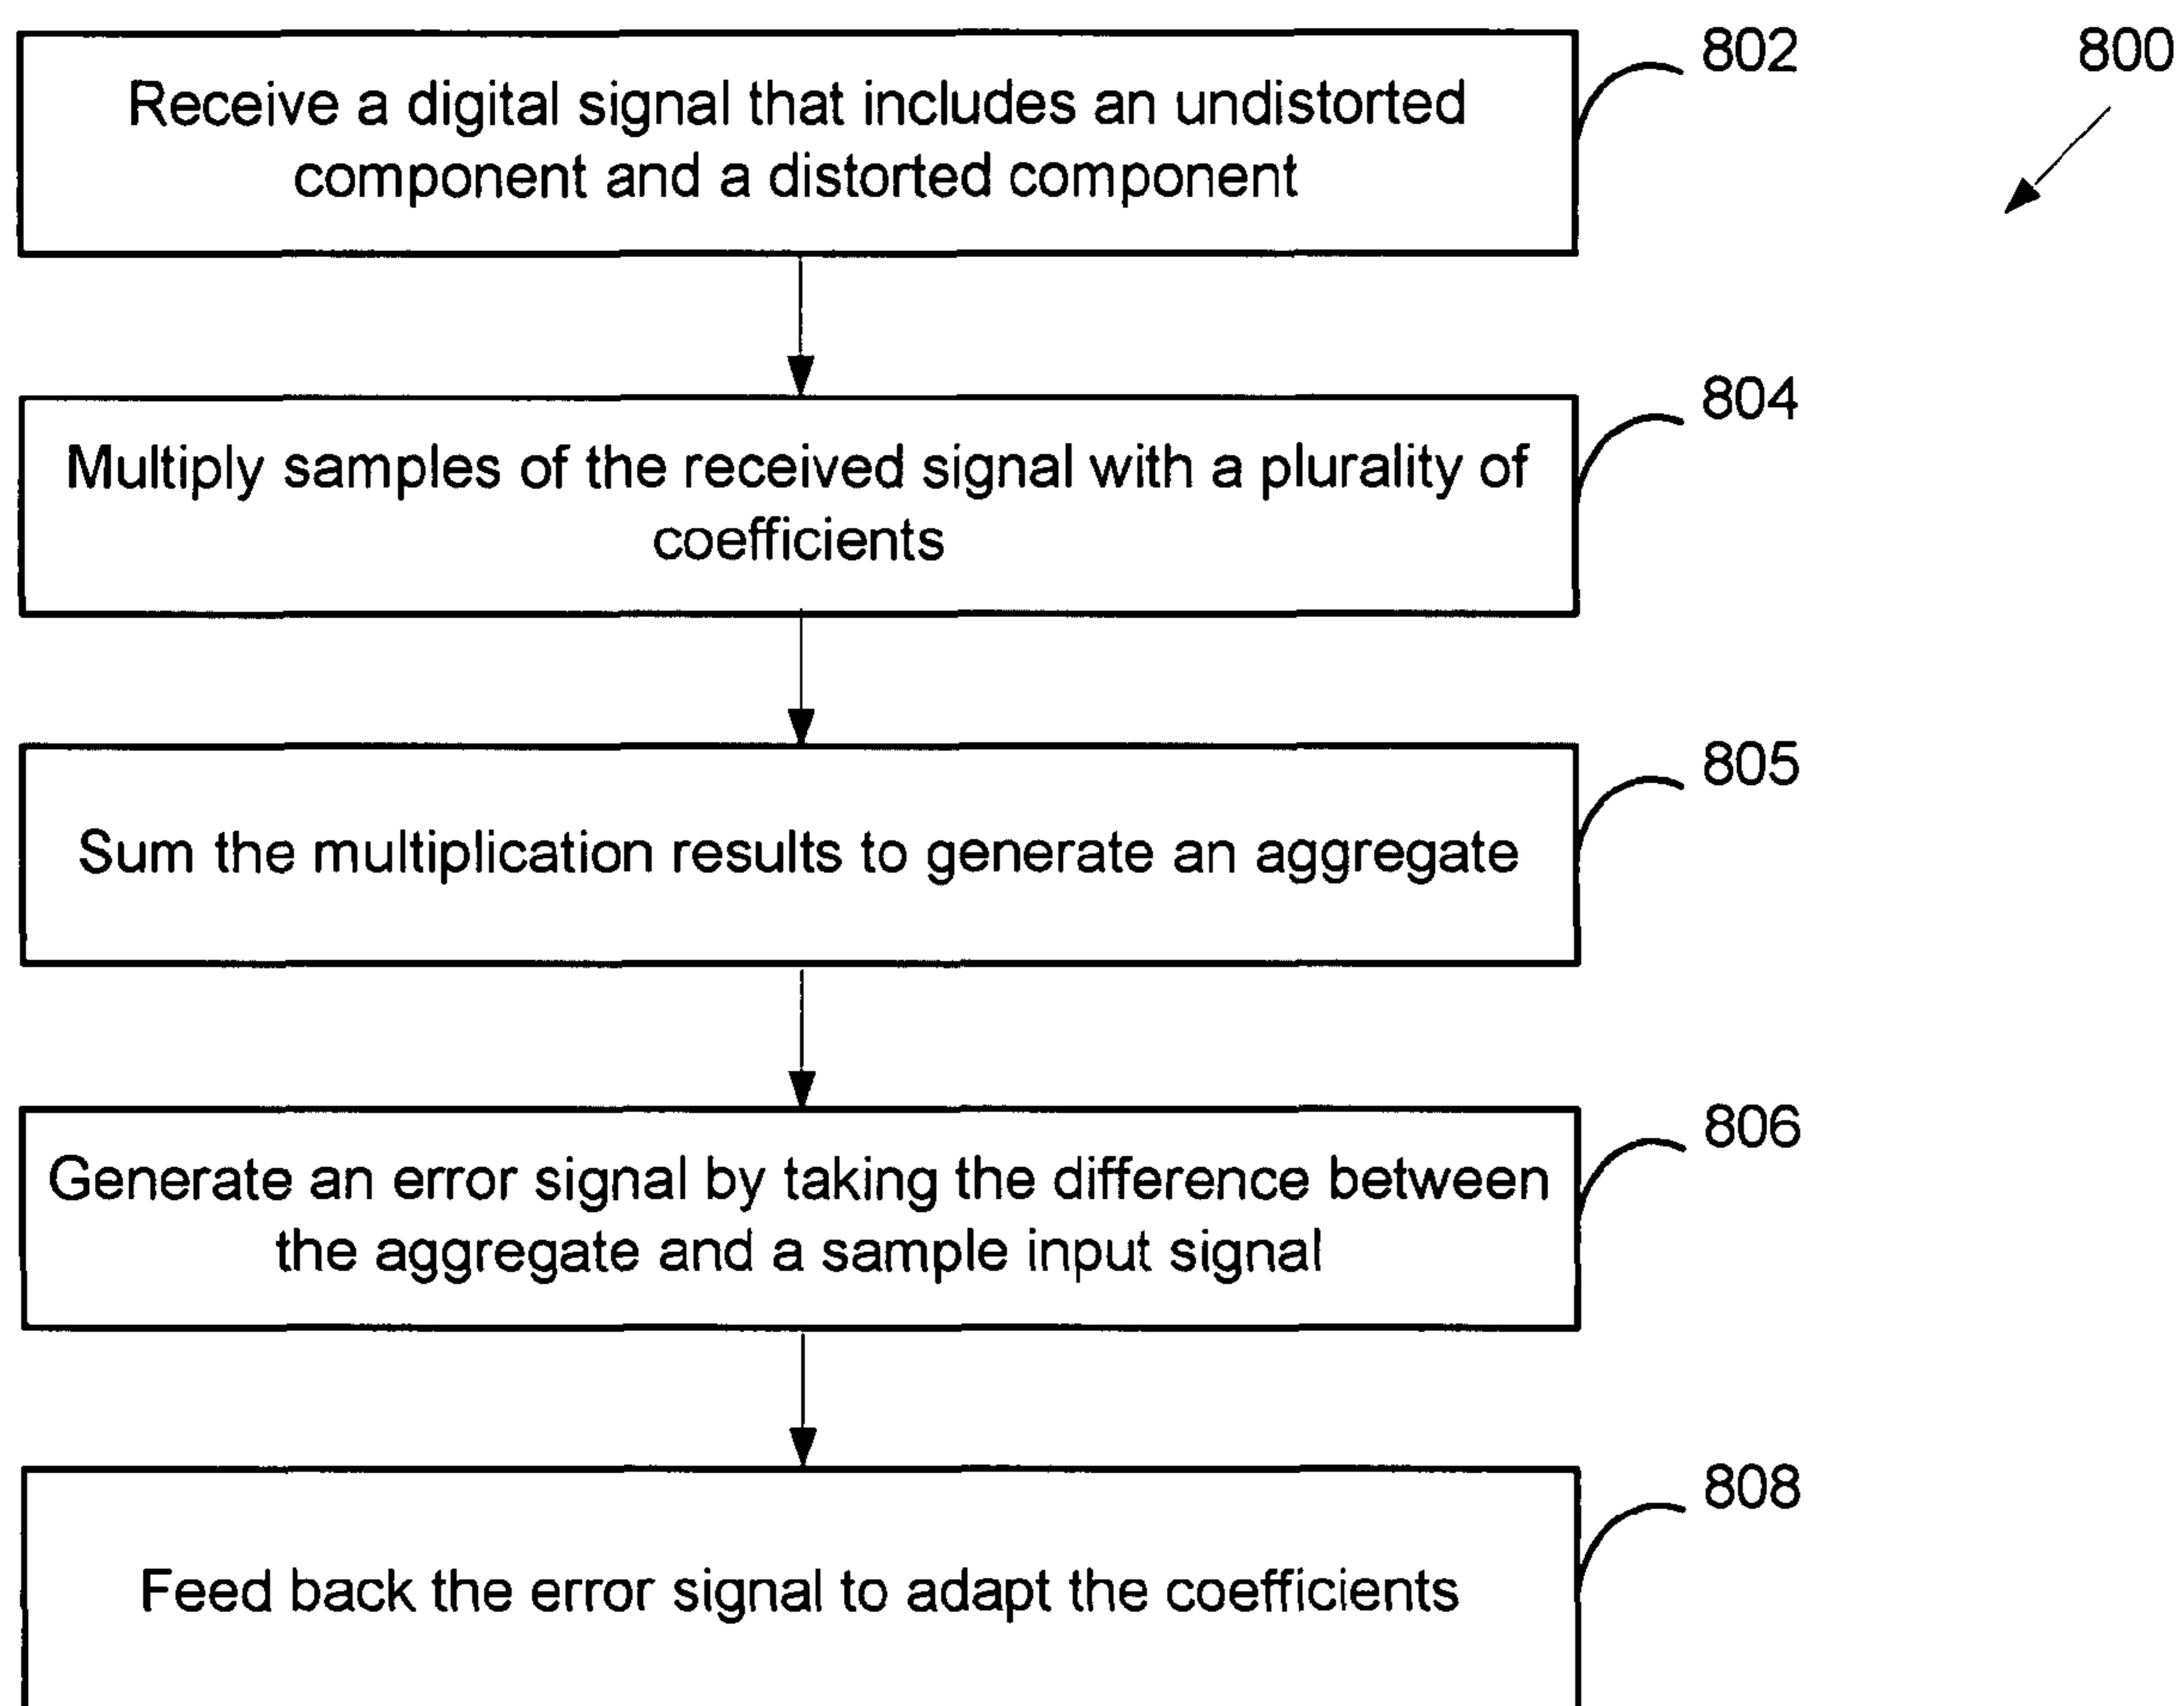 802
800
Receive a digital signal that includes an undistorted
component and a distorted component
804
Multiply samples of the received signal with a plurality of
coefficients
805
Sum the multiplication results to generate an aggregate
806
Generate an error signal by taking the difference between
the aggregate and a sample input signal
808
Feed back the error signal to adapt the coefficients